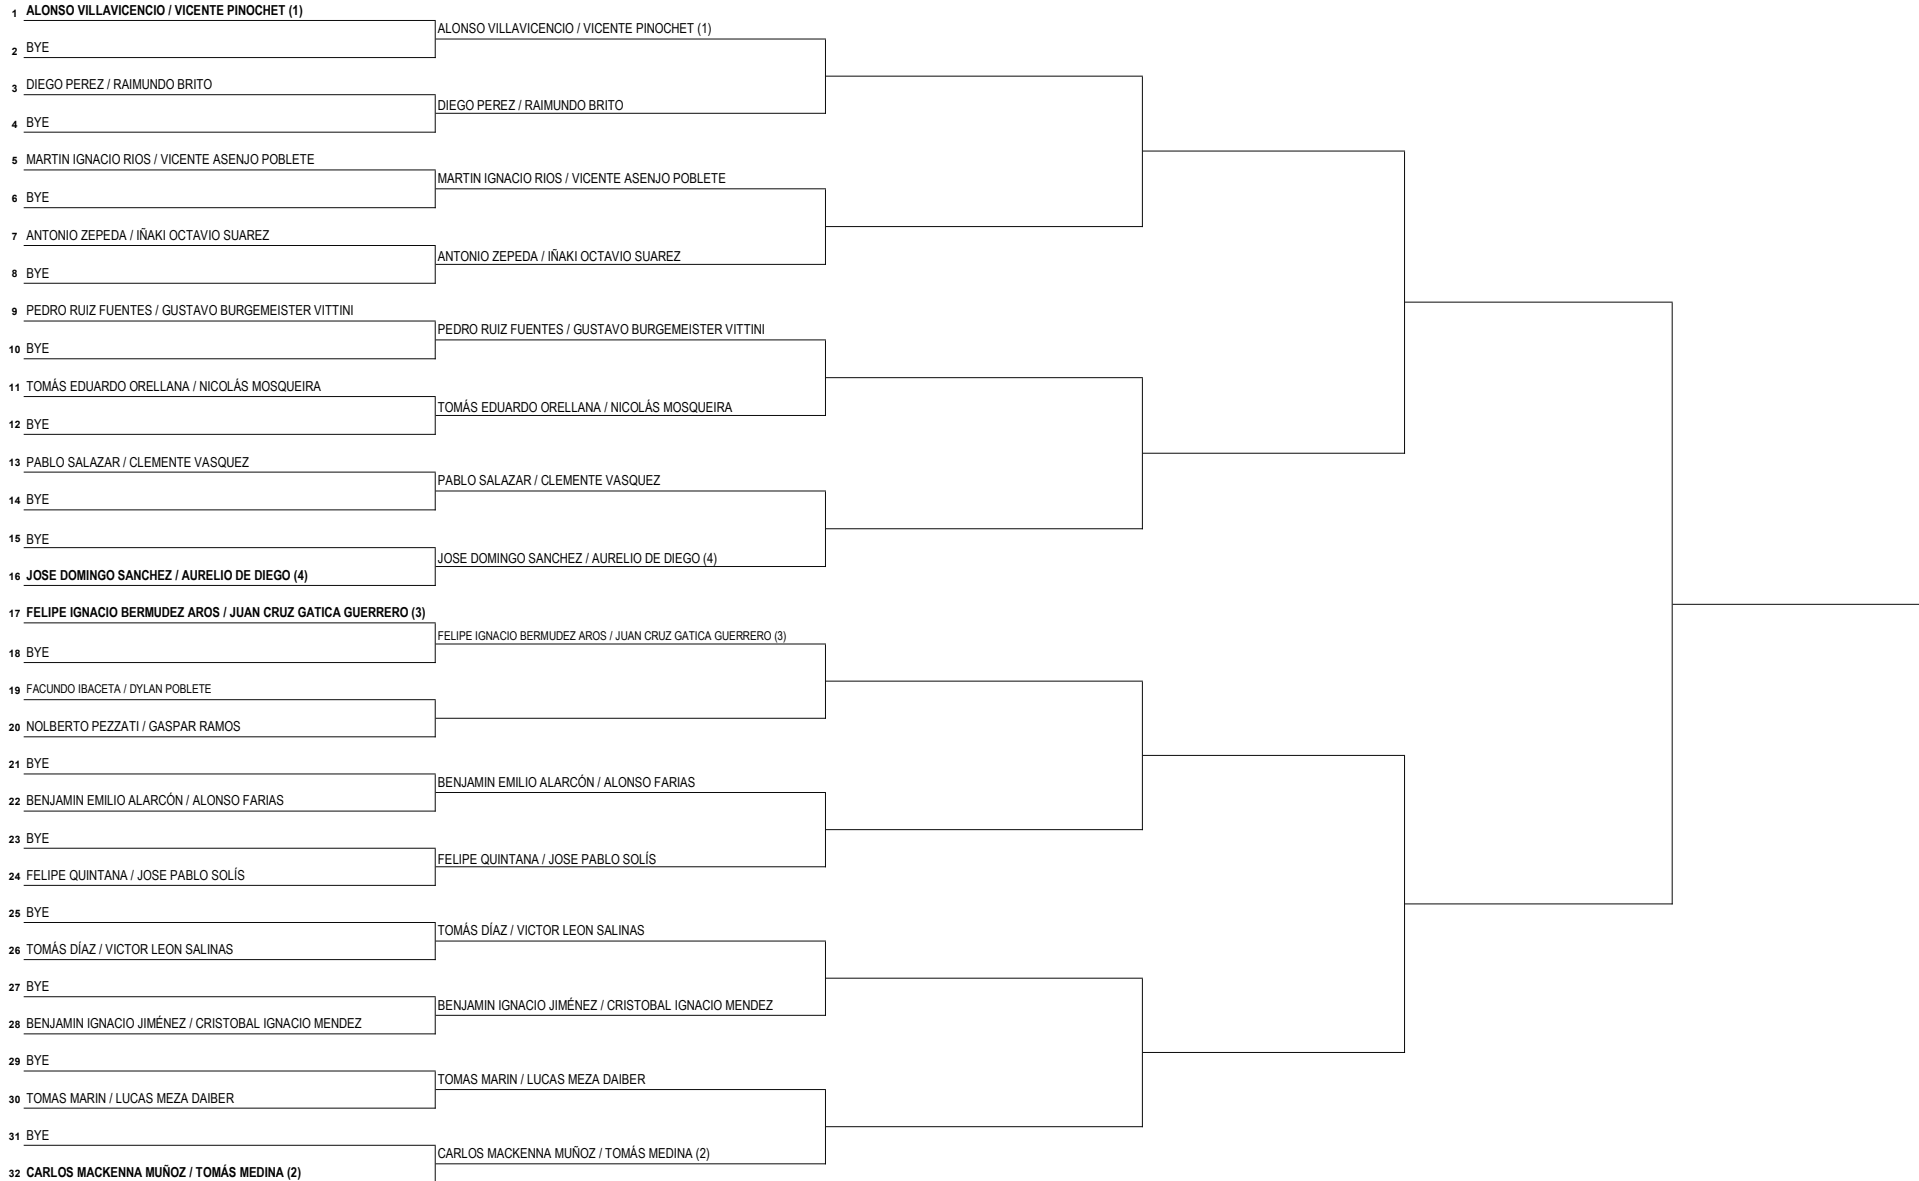 1 ALONSO VILLAVICENCIO / VICENTE PINOCHET (1)
ALONSO VILLAVICENCIO / VICENTE PINOCHET (1)
2 BYE
3 DIEGO PEREZ / RAIMUNDO BRITO
DIEGO PEREZ / RAIMUNDO BRITO
4 BYE
5 MARTIN IGNACIO RIOS / VICENTE ASENJO POBLETE
MARTIN IGNACIO RIOS / VICENTE ASENJO POBLETE
6 BYE
7 ANTONIO ZEPEDA / IÑAKI OCTAVIO SUAREZ
ANTONIO ZEPEDA / IÑAKI OCTAVIO SUAREZ
8 BYE
9 PEDRO RUIZ FUENTES / GUSTAVO BURGEMEISTER VITTINI
PEDRO RUIZ FUENTES / GUSTAVO BURGEMEISTER VITTINI
10 BYE
11 TOMÁS EDUARDO ORELLANA / NICOLÁS MOSQUEIRA
TOMÁS EDUARDO ORELLANA / NICOLÁS MOSQUEIRA
12 BYE
13 PABLO SALAZAR / CLEMENTE VASQUEZ
PABLO SALAZAR / CLEMENTE VASQUEZ
14 BYE
15 BYE
JOSE DOMINGO SANCHEZ / AURELIO DE DIEGO (4)
16 JOSE DOMINGO SANCHEZ / AURELIO DE DIEGO (4)
17 FELIPE IGNACIO BERMUDEZ AROS / JUAN CRUZ GATICA GUERRERO (3)
FELIPE IGNACIO BERMUDEZ AROS / JUAN CRUZ GATICA GUERRERO (3)
18 BYE
19 FACUNDO IBACETA / DYLAN POBLETE
20 NOLBERTO PEZZATI / GASPAR RAMOS
21 BYE
BENJAMIN EMILIO ALARCÓN / ALONSO FARIAS
22 BENJAMIN EMILIO ALARCÓN / ALONSO FARIAS
23 BYE
FELIPE QUINTANA / JOSE PABLO SOLÍS
24 FELIPE QUINTANA / JOSE PABLO SOLÍS
25 BYE
TOMÁS DÍAZ / VICTOR LEON SALINAS
26 TOMÁS DÍAZ / VICTOR LEON SALINAS
27 BYE
BENJAMIN IGNACIO JIMÉNEZ / CRISTOBAL IGNACIO MENDEZ
28 BENJAMIN IGNACIO JIMÉNEZ / CRISTOBAL IGNACIO MENDEZ
29 BYE
TOMAS MARIN / LUCAS MEZA DAIBER
30 TOMAS MARIN / LUCAS MEZA DAIBER
31 BYE
CARLOS MACKENNA MUÑOZ / TOMÁS MEDINA (2)
32 CARLOS MACKENNA MUÑOZ / TOMÁS MEDINA (2)